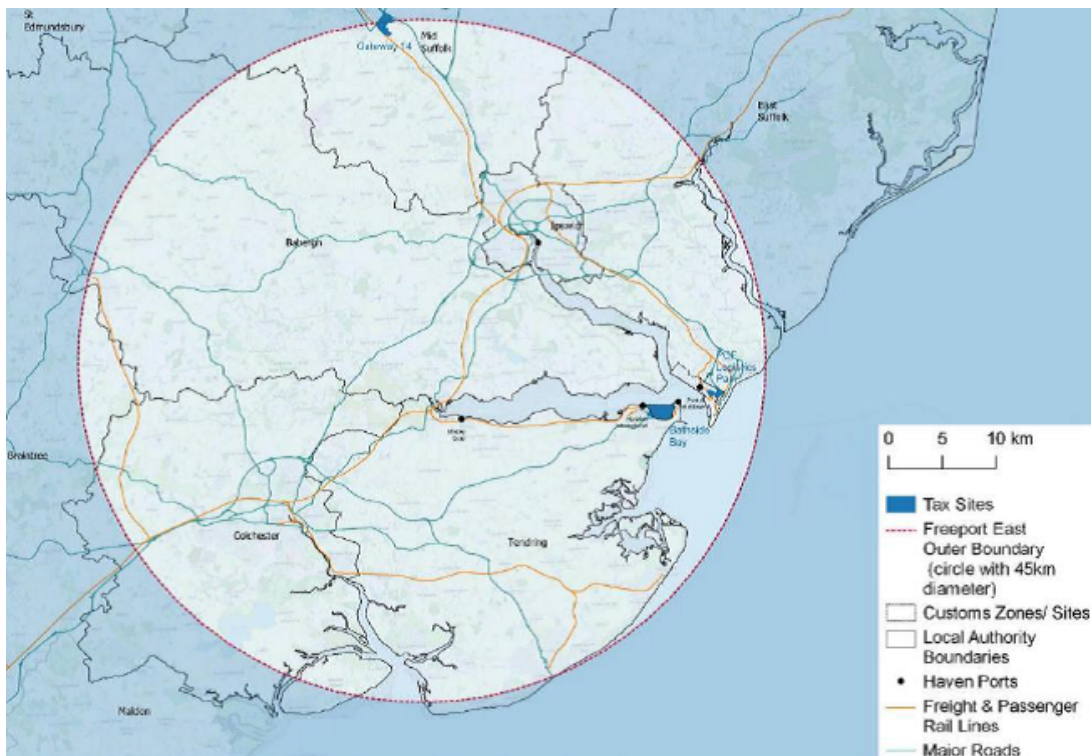 St
Edmundsbury
Mid
Suffolk
Gateway 14
East
Suffolk
Ipswich
Babergh
Logistics
Bathside
Bay
Braintree
Colchester
Tendring
Maldon
0 5 10 km
Tax Sites
Freeport East
Outer Boundary
(circle with 45km
diameter)
Customs Zones/ Sites
Local Authority
Boundaries
Haven Ports
Freight & Passenger
Rail Lines
Major Roads